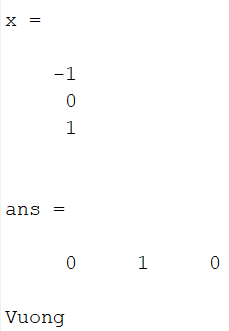 x =
-1
0
1
ans =
0 1 0
Vuong